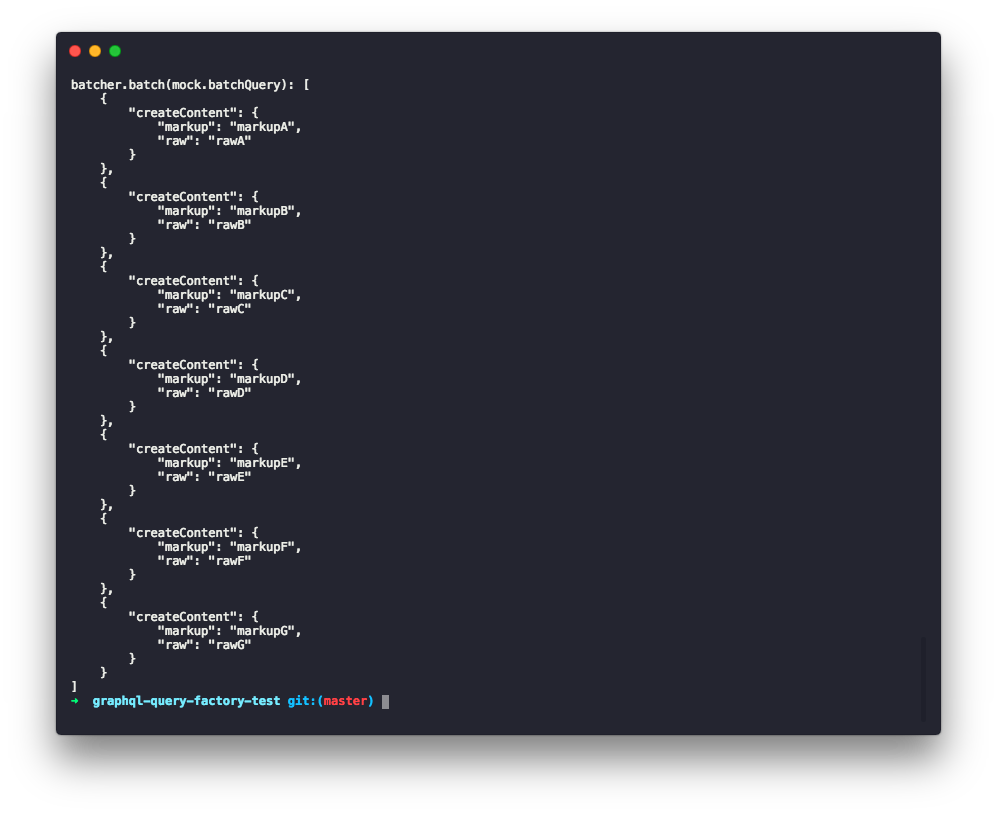 batcher.batch(mock.batchQuery): [
    {
        "createContent": {
            "markup": "markupA",
            "raw": "rawA"
        }
    },
    {
        "createContent": {
            "markup": "markupB",
            "raw": "rawB"
        }
    },
    {
        "createContent": {
            "markup": "markupC",
            "raw": "rawC"
        }
    },
    {
        "createContent": {
            "markup": "markupD",
            "raw": "rawD"
        }
    },
    {
        "createContent": {
            "markup": "markupE",
            "raw": "rawE"
        }
    },
    {
        "createContent": {
            "markup": "markupF",
            "raw": "rawF"
        }
    },
    {
        "createContent": {
            "markup": "markupG",
            "raw": "rawG"
        }
    }
]
➜  graphql-query-factory-test git:(master)